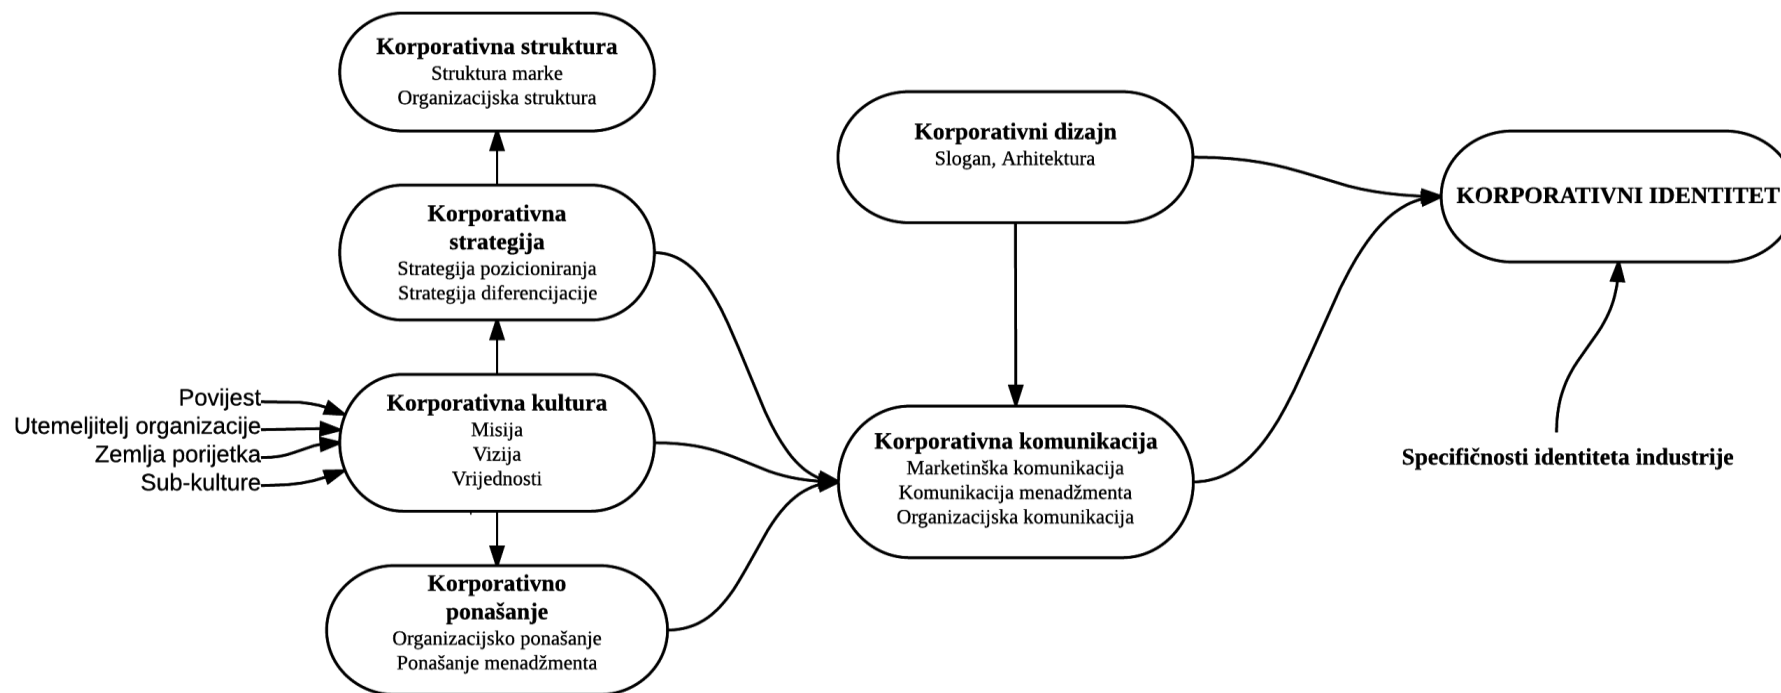 Korporativna struktura
Struktura marke
Organizacijska struktura
Korporativna
strategija
Strategija pozicioniranja
Strategija diferencijacije
Povijest
Utemeljitelj organizacije
Zemlja porijetka
Sub-kulture
Korporativna kultura
Misija
Vizija
Vrijednosti
Korporativno
ponašanje
Organizacijsko ponašanje
Ponašanje menadžmenta
Korporativni dizajn
Slogan, Arhitektura
Korporativna komunikacija
Marketinška komunikacija
Komunikacija menadžmenta
Organizacijska komunikacija
KORPORATIVNI IDENTITET
Specifičnosti identiteta industrije